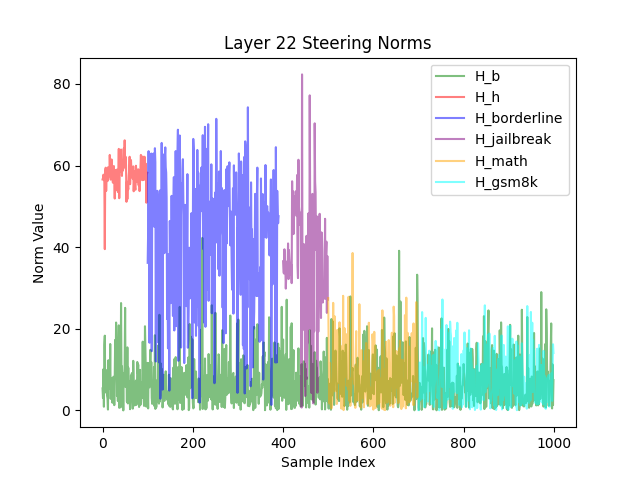 Layer 22 Steering Norms
H_b
H_h
H_borderline
H_jailbreak
H_math
H_gsm8k
80
60
40
20
0
Norm Value
0 200 400 600 800 1000
Sample Index